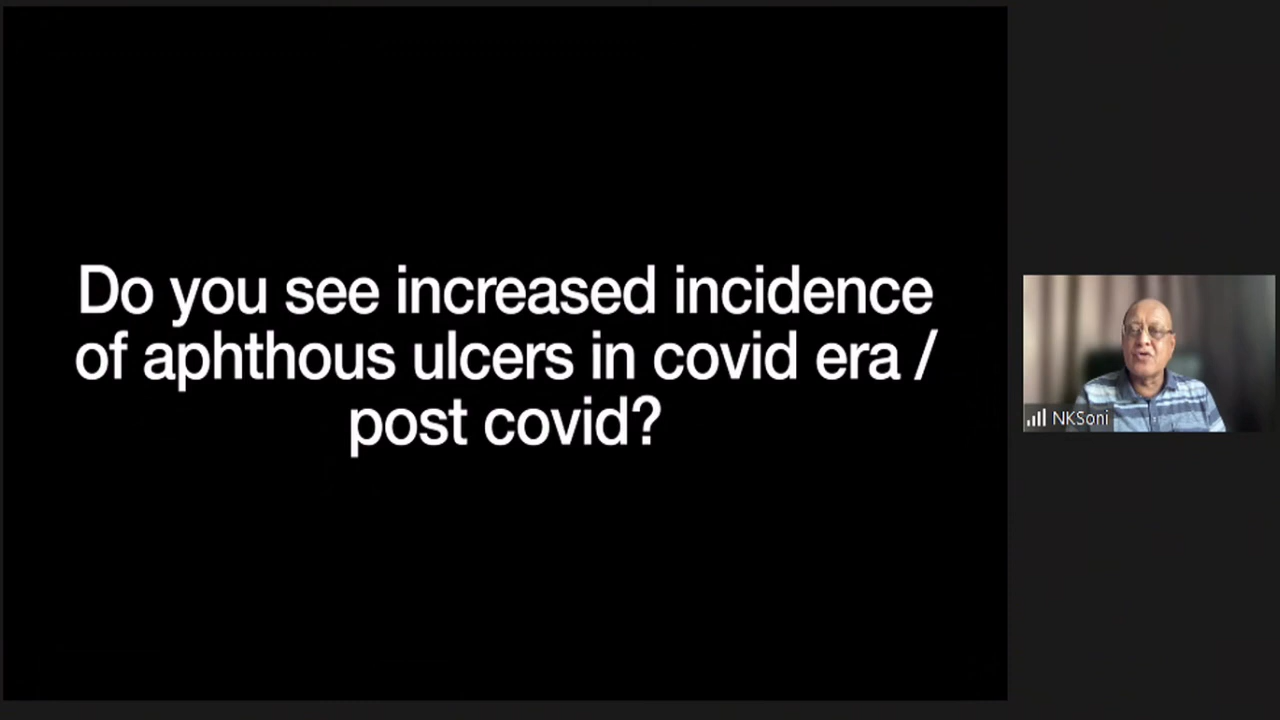 Do you see increased incidence
of aphthous ulcers in covid era /
post covid?
NKSoni